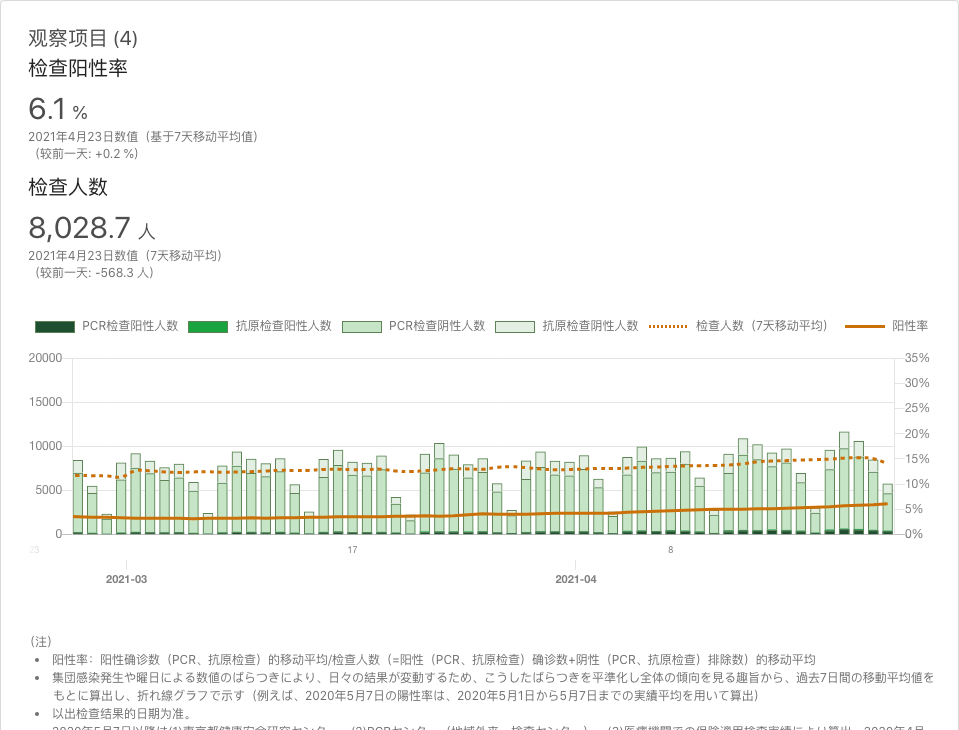 观察项目 (4)
检查阳性率
6.1 %
2021年4月23日数值（基于7天移动平均值）
（较前一天: +0.2 %）
检查人数
8,028.7 人
2021年4月23日数值（7天移动平均）
（较前一天: -568.3 人）
PCR检查阳性人数 抗原检查阳性人数 PCR检查阴性人数 抗原检查阴性人数 检查人数（7天移动平均） 阳性率
20000 35%
30%
15000 25%
20%
10000 15%
5000 10%
5%
0 0%
23 17 8
2021-03 2021-04
（注）
• 阳性率：阳性确诊数（PCR、抗原检查）的移动平均/检查人数（=阳性（PCR、抗原检查）确诊数+阴性（PCR、抗原检查）排除数）的移动平均
• 集団感染発生や曜日による数値のばらつきにより、日々の結果が変動するため、こうしたばらつきを平準化し全体の傾向を見る趣旨から、過去7日間の移動平均値を
もとに算出し、折れ線グラフで示す（例えば、2020年5月7日の陽性率は、2020年5月1日から5月7日までの実績平均を用いて算出）
• 以出检查结果的日期为准。